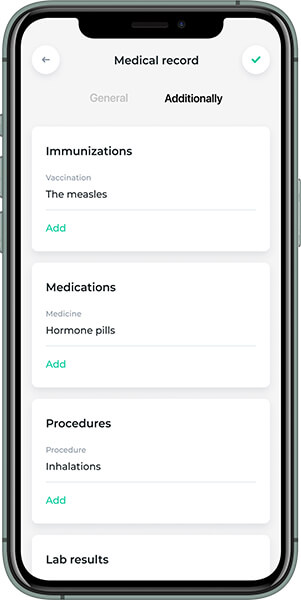 Medical record
General Additionally
Immunizations
Vaccination
The measles
Add
Medications
Medicine
Hormone pills
Add
Procedures
Procedure
Inhalations
Add
Lab results